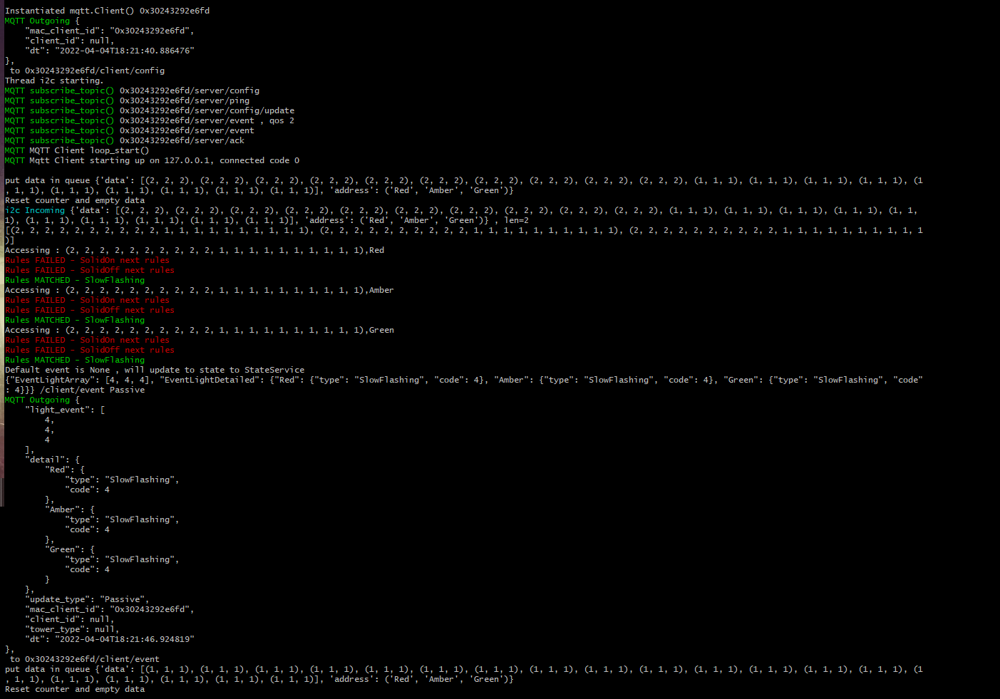 Instantiated mqtt.Client() 0x30243292e6fd
MQTT Outgoing {
    "mac_client_id": "0x30243292e6fd",
    "client_id": null,
    "dt": "2022-04-04T18:21:40.886476"
},
 to 0x30243292e6fd/client/config
Thread i2c starting.
MQTT subscribe_topic() 0x30243292e6fd/server/config
MQTT subscribe_topic() 0x30243292e6fd/server/ping
MQTT subscribe_topic() 0x30243292e6fd/server/config/update
MQTT subscribe_topic() 0x30243292e6fd/server/event , qos 2
MQTT subscribe_topic() 0x30243292e6fd/server/event
MQTT subscribe_topic() 0x30243292e6fd/server/ack
MQTT MQTT Client loop_start()
MQTT Mqtt Client starting up on 127.0.0.1, connected code 0
put data in queue {'data': [(2, 2, 2), (2, 2, 2), (2, 2, 2), (2, 2, 2), (2, 2, 2), (2, 2, 2), (2, 2, 2), (2, 2, 2), (2, 2, 2), (2, 2, 2), (1, 1, 1), (1, 1, 1), (1, 1, 1), (1, 1, 1), (1
, 1, 1), (1, 1, 1), (1, 1, 1), (1, 1, 1), (1, 1, 1), (1, 1, 1)], 'address': ('Red', 'Amber', 'Green')}
Reset counter and empty data
i2c Incoming {'data': [(2, 2, 2), (2, 2, 2), (2, 2, 2), (2, 2, 2), (2, 2, 2), (2, 2, 2), (2, 2, 2), (2, 2, 2), (2, 2, 2), (2, 2, 2), (1, 1, 1), (1, 1, 1), (1, 1, 1), (1, 1, 1), (1, 1,
1), (1, 1, 1), (1, 1, 1), (1, 1, 1), (1, 1, 1), (1, 1, 1)], 'address': ('Red', 'Amber', 'Green')} , len=2
[(2, 2, 2, 2, 2, 2, 2, 2, 2, 2, 1, 1, 1, 1, 1, 1, 1, 1, 1, 1), (2, 2, 2, 2, 2, 2, 2, 2, 2, 2, 1, 1, 1, 1, 1, 1, 1, 1, 1, 1), (2, 2, 2, 2, 2, 2, 2, 2, 2, 2, 1, 1, 1, 1, 1, 1, 1, 1, 1, 1
)]
Accessing : (2, 2, 2, 2, 2, 2, 2, 2, 2, 2, 1, 1, 1, 1, 1, 1, 1, 1, 1, 1),Red
Rules FAILED - SolidOn next rules
Rules FAILED - SolidOff next rules
Rules MATCHED - SlowFlashing
Accessing : (2, 2, 2, 2, 2, 2, 2, 2, 2, 2, 1, 1, 1, 1, 1, 1, 1, 1, 1, 1),Amber
Rules FAILED - SolidOn next rules
Rules FAILED - SolidOff next rules
Rules MATCHED - SlowFlashing
Accessing : (2, 2, 2, 2, 2, 2, 2, 2, 2, 2, 1, 1, 1, 1, 1, 1, 1, 1, 1, 1),Green
Rules FAILED - SolidOn next rules
Rules FAILED - SolidOff next rules
Rules MATCHED - SlowFlashing
Default event is None , will update to state to StateService
{"EventLightArray": [4, 4, 4], "EventLightDetailed": {"Red": {"type": "SlowFlashing", "code": 4}, "Amber": {"type": "SlowFlashing", "code": 4}, "Green": {"type": "SlowFlashing", "code"
: 4}}} /client/event Passive
MQTT Outgoing {
    "light_event": [
        4,
        4,
        4
    ],
    "detail": {
        "Red": {
            "type": "SlowFlashing",
            "code": 4
        },
        "Amber": {
            "type": "SlowFlashing",
            "code": 4
        },
        "Green": {
            "type": "SlowFlashing",
            "code": 4
        }
    },
    "update_type": "Passive",
    "mac_client_id": "0x30243292e6fd",
    "client_id": null,
    "tower_type": null,
    "dt": "2022-04-04T18:21:46.924819"
},
 to 0x30243292e6fd/client/event
put data in queue {'data': [(1, 1, 1), (1, 1, 1), (1, 1, 1), (1, 1, 1), (1, 1, 1), (1, 1, 1), (1, 1, 1), (1, 1, 1), (1, 1, 1), (1, 1, 1), (1, 1, 1), (1, 1, 1), (1, 1, 1), (1, 1, 1), (1
, 1, 1), (1, 1, 1), (1, 1, 1), (1, 1, 1), (1, 1, 1), (1, 1, 1)], 'address': ('Red', 'Amber', 'Green')}
Reset counter and empty data